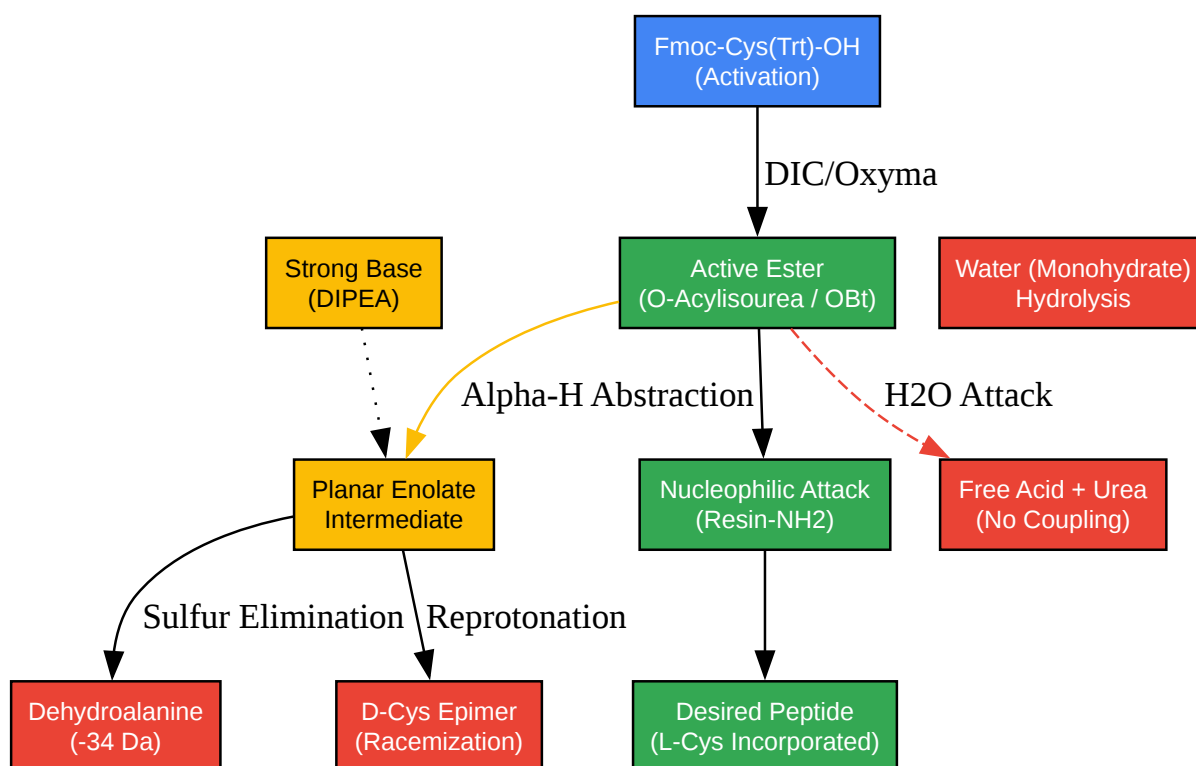 Fmoc-Cys(Trt)-OH
(Activation)
DIC/Oxyma
Strong Base
(DIPEA)
Active Ester
(O-Acylisourea / OBt)
Water (Monohydrate)
Hydrolysis
Alpha-H Abstraction
H2O Attack
Planar Enolate
Intermediate
Nucleophilic Attack
(Resin-NH2)
Free Acid + Urea
(No Coupling)
Sulfur Elimination
Reprotonation
Dehydroalanine
(-34 Da)
D-Cys Epimer
(Racemization)
Desired Peptide
(L-Cys Incorporated)